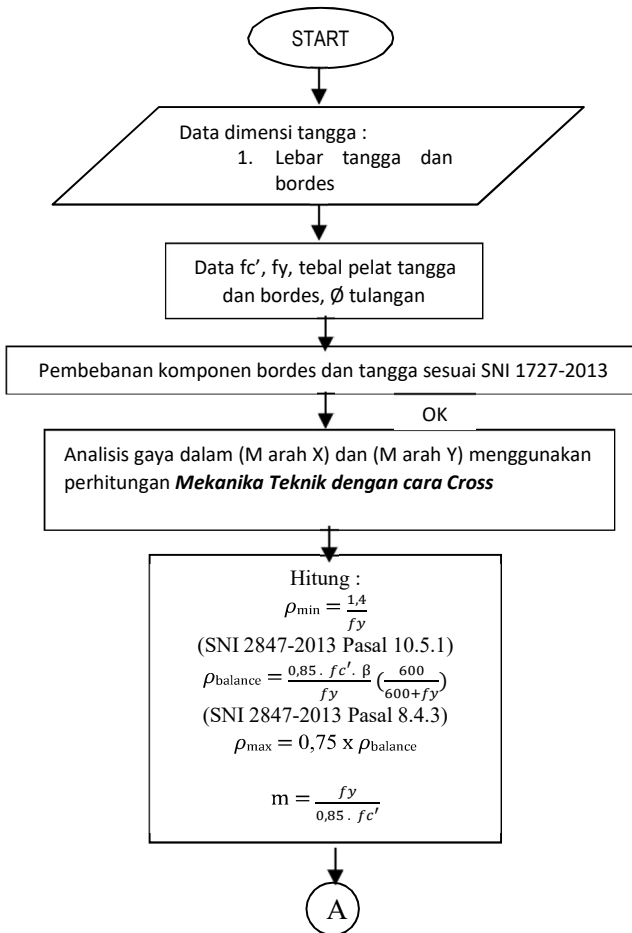 START
Data dimensi tangga :
1. Lebar tangga dan
bordes
Data fc’, fy, tebal pelat tangga
dan bordes, Ø tulangan
Pembebanan komponen bordes dan tangga sesuai SNI 1727-2013
OK
Analisis gaya dalam (M arah X) dan (M arah Y) menggunakan
perhitungan Mekanika Teknik dengan cara Cross
Hitung :
ρmin = 1,4/fy
(SNI 2847-2013 Pasal 10.5.1)
ρbalance = 0,85 . fc′. β/fy (600/600+fy)
(SNI 2847-2013 Pasal 8.4.3)
ρmax = 0,75 x ρbalance
m = fy/0,85 . fc′
A